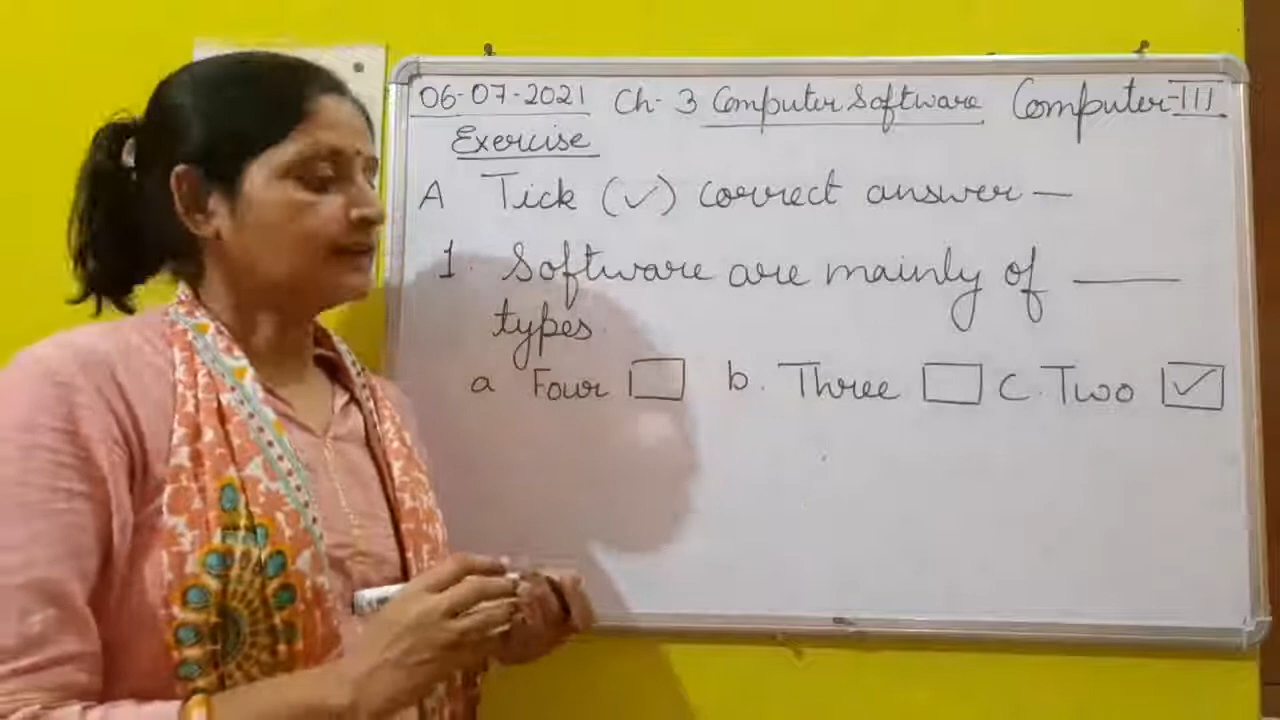 06-07-2021 Ch- 3 Computer Software Computer-III
Exercise
A Tick (✓) correct answer —
1. Software are mainly of ______
types.
a Four ☐ b. Three ☐ c. Two ☑